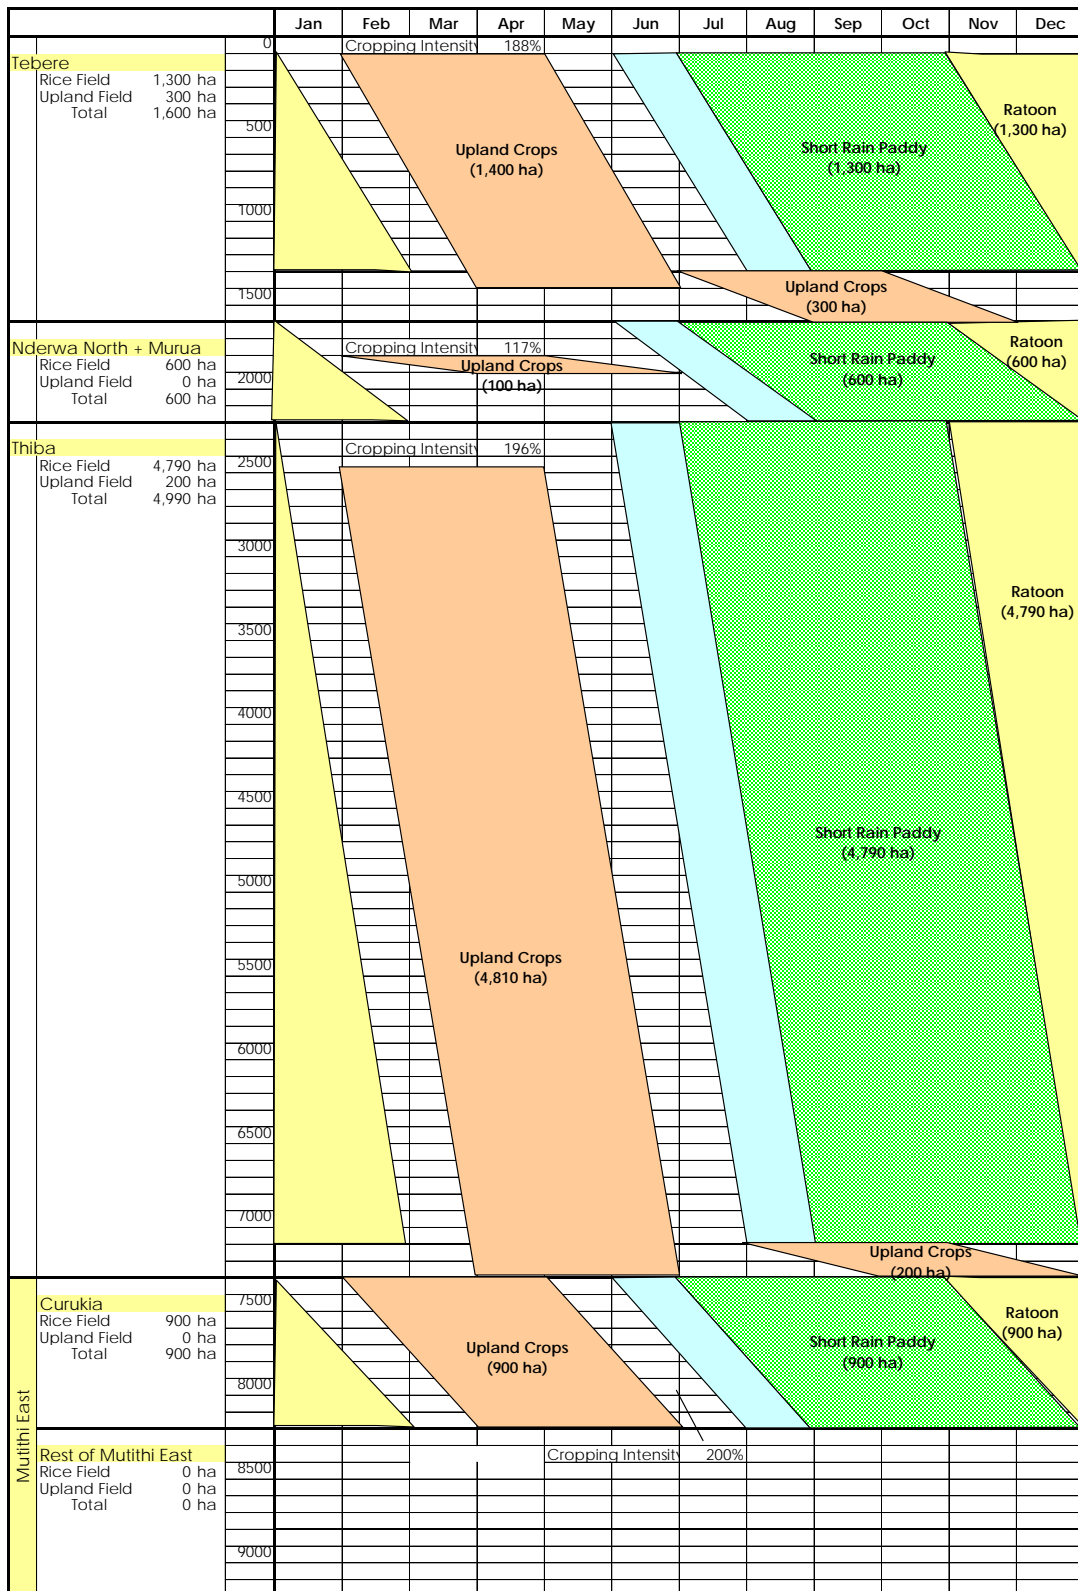 Jan Feb Mar Apr May Jun Jul Aug Sep Oct Nov Dec
0 Cropping Intensity 188%
Tebere
Rice Field 1,300 ha
Upland Field 300 ha
Total 1,600 ha
500
1000
1500
Upland Crops
(1,400 ha)
Short Rain Paddy
(1,300 ha)
Ratoon
(1,300 ha)
Upland Crops
(300 ha)
Nderwa North + Murua
Rice Field 600 ha
Upland Field 0 ha
Total 600 ha
2000
Cropping Intensity 117%
Upland Crops
(100 ha)
Short Rain Paddy
(600 ha)
Ratoon
(600 ha)
Thiba
Rice Field 4,790 ha
Upland Field 200 ha
Total 4,990 ha
Cropping Intensity 196%
2500
3000
3500
4000
4500
5000
5500
6000
6500
7000
Ratoon
(4,790 ha)
Short Rain Paddy
(4,790 ha)
Upland Crops
(4,810 ha)
Upland Crops
(200 ha)
Mutithi East
Curukia
Rice Field 900 ha
Upland Field 0 ha
Total 900 ha
7500
8000
Upland Crops
(900 ha)
Short Rain Paddy
(900 ha)
Ratoon
(900 ha)
Rest of Mutithi East
Rice Field 0 ha
Upland Field 0 ha
Total 0 ha
Cropping Intensity 200%
8500
9000